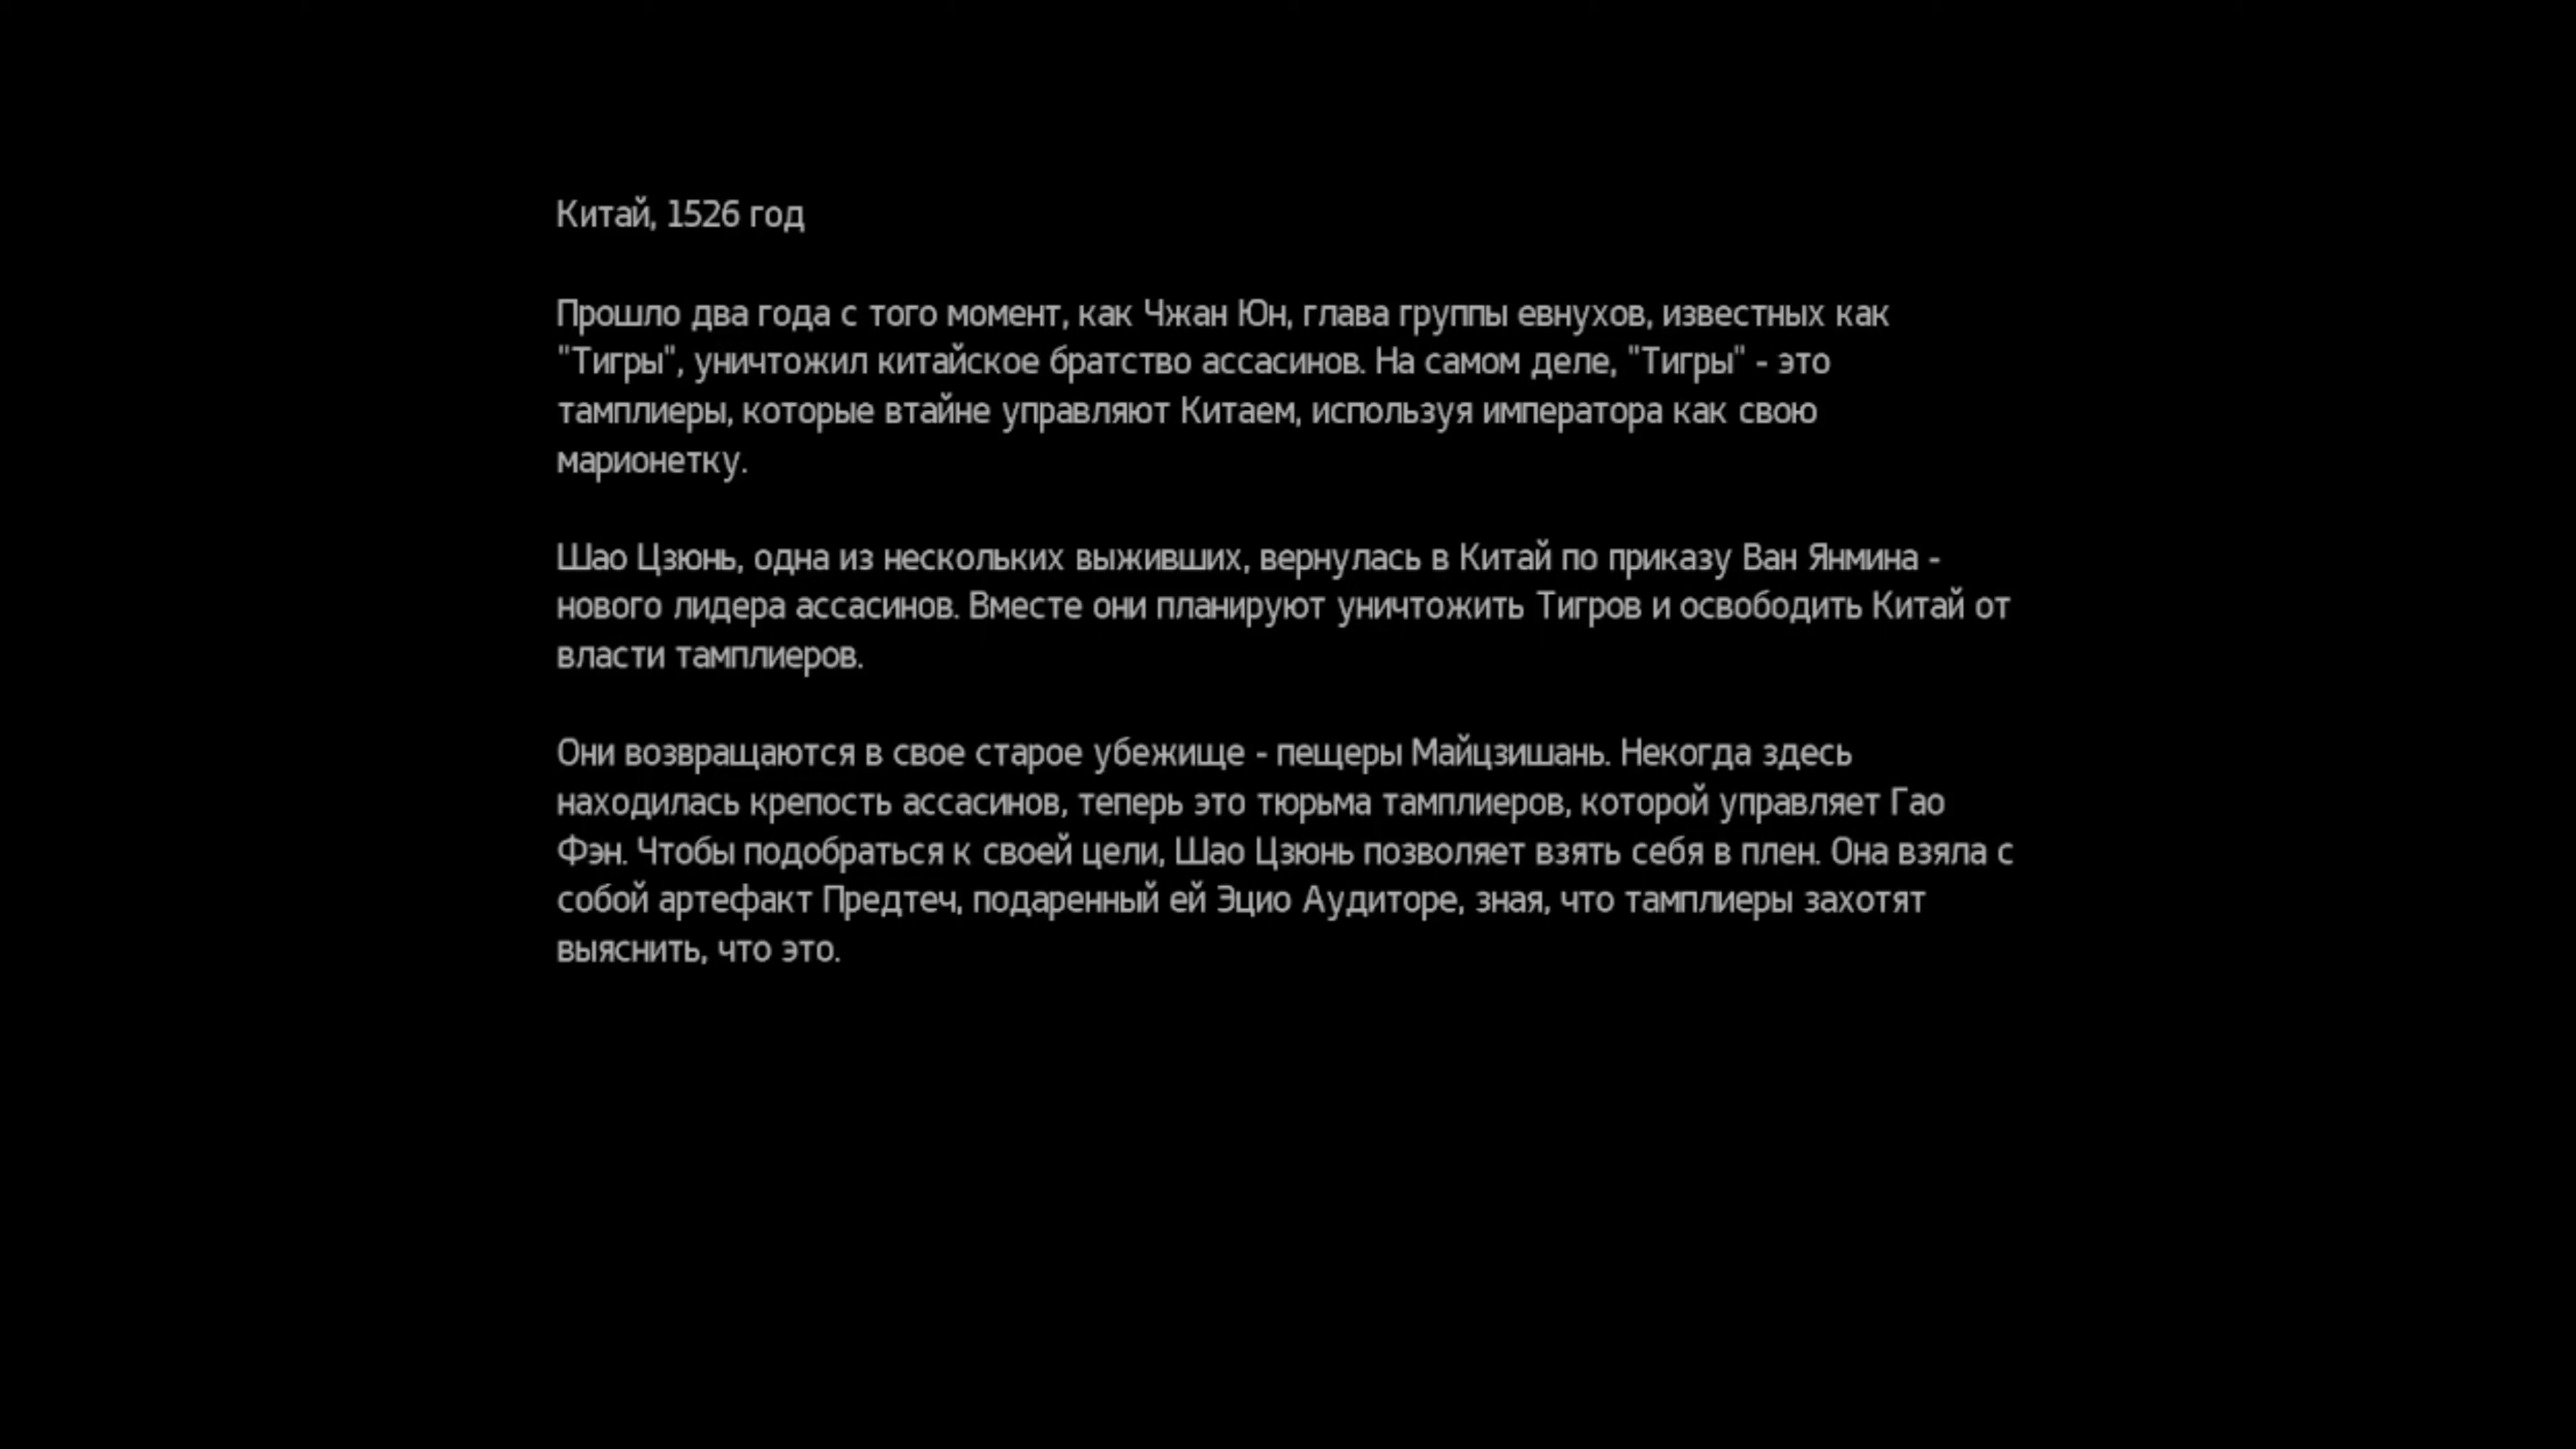 Китай, 1526 год
Прошло два года с того момент, как Чжан Юн, глава группы евнухов, известных как
"Тигры", уничтожил китайское братство ассасинов. На самом деле, "Тигры" - это
тамплиеры, которые втайне управляют Китаем, используя императора как свою
марионетку.
Шао Цзюнь, одна из нескольких выживших, вернулась в Китай по приказу Ван Янмина -
нового лидера ассасинов. Вместе они планируют уничтожить Тигров и освободить Китай от
власти тамплиеров.
Они возвращаются в свое старое убежище - пещеры Майцзишань. Некогда здесь
находилась крепость ассасинов, теперь это тюрьма тамплиеров, которой управляет Гао
Фэн. Чтобы подобраться к своей цели, Шао Цзюнь позволяет взять себя в плен. Она взяла с
собой артефакт Предтеч, подаренный ей Эцио Аудиторе, зная, что тамплиеры захотят
выяснить, что это.